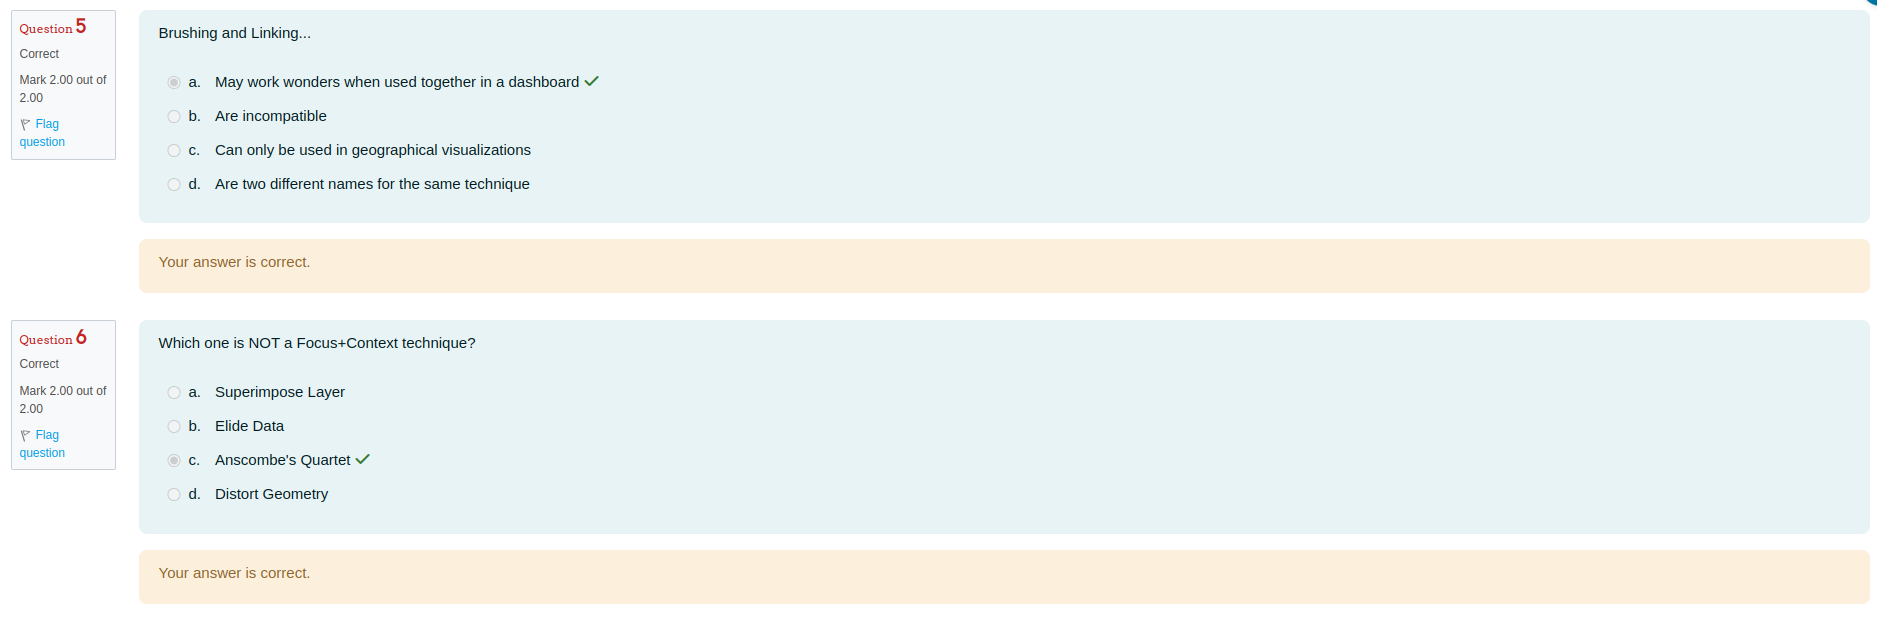 Question 5
Correct
Mark 2.00 out of
2.00
Flag
question
Brushing and Linking...
a. May work wonders when used together in a dashboard
b. Are incompatible
c. Can only be used in geographical visualizations
d. Are two different names for the same technique
Your answer is correct.
Question 6
Correct
Mark 2.00 out of
2.00
Flag
question
Which one is NOT a Focus+Context technique?
a. Superimpose Layer
b. Elide Data
c. Anscombe's Quartet
d. Distort Geometry
Your answer is correct.